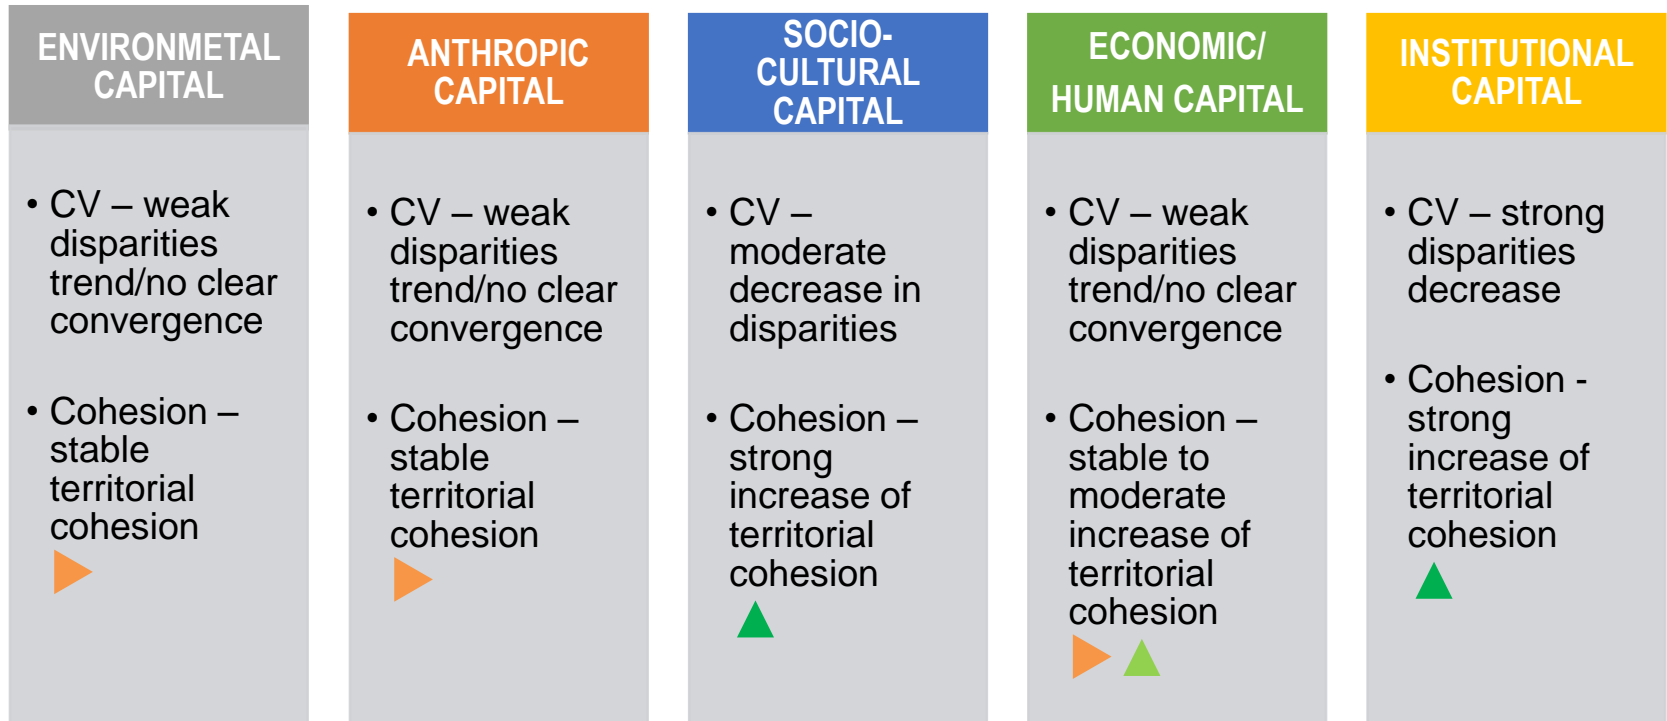 ENVIRONMETAL
CAPITAL
• CV – weak
disparities
trend/no clear
convergence
• Cohesion –
stable
territorial
cohesion
ANTHROPIC
CAPITAL
• CV – weak
disparities
trend/no clear
convergence
• Cohesion –
stable
territorial
cohesion
SOCIO-
CULTURAL
CAPITAL
• CV –
moderate
decrease in
disparities
• Cohesion –
strong
increase of
territorial
cohesion
ECONOMIC/
HUMAN CAPITAL
• CV – weak
disparities
trend/no clear
convergence
• Cohesion –
stable to
moderate
increase of
territorial
cohesion
INSTITUTIONAL
CAPITAL
• CV – strong
disparities
decrease
• Cohesion -
strong
increase of
territorial
cohesion